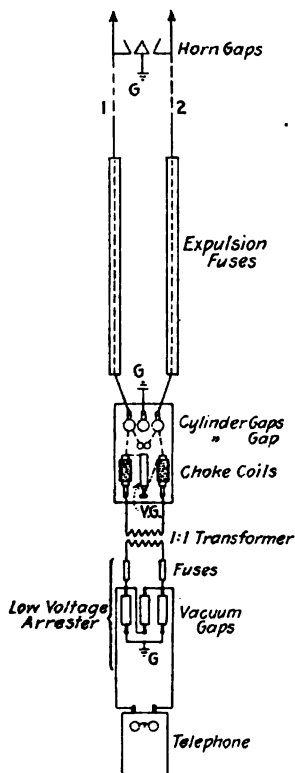 Horn Gaps
G
1
2
Expulsion
Fuses
G
Cylinder Gaps
" Gap
Choke Coils
V.G.
1:1 Transformer
Fuses
Low Voltage
Arrester
Vacuum
Gaps
G
Telephone